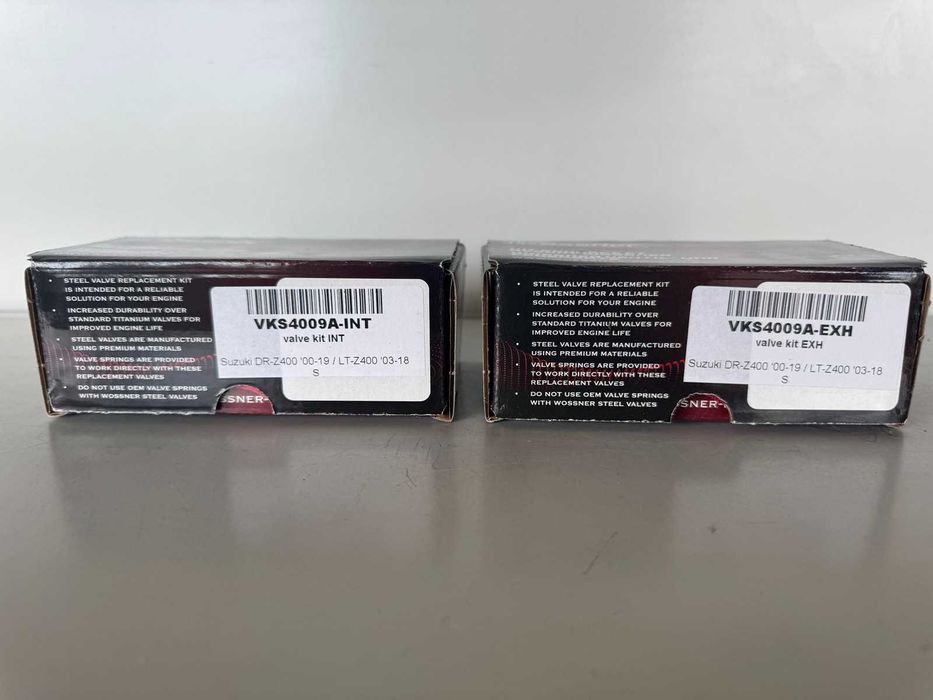 STEEL VALVE REPLACEMENT KIT
IS INTENDED FOR A RELIABLE
SOLUTION FOR YOUR ENGINE
INCREASED DURABILITY OVER
STANDARD TITANIUM VALVES FOR
IMPROVED ENGINE LIFE
STEEL VALVES ARE MANUFACTURED
USING PREMIUM MATERIALS
VALVE SPRINGS ARE PROVIDED
TO WORK DIRECTLY WITH THESE
REPLACEMENT VALVES
DO NOT USE OEM VALVE SPRINGS
WITH WOSSNER STEEL VALVES
VKS4009A-INT
valve kit INT
Suzuki DR-Z400 '00-19 / LT-Z400 '03-18
S
SSNER-
STEEL VALVE REPLACEMENT KIT
IS INTENDED FOR A RELIABLE
SOLUTION FOR YOUR ENGINE
INCREASED DURABILITY OVER
STANDARD TITANIUM VALVES FOR
IMPROVED ENGINE LIFE
STEEL VALVES ARE MANUFACTURED
USING PREMIUM MATERIALS
VALVE SPRINGS ARE PROVIDED
TO WORK DIRECTLY WITH THESE
REPLACEMENT VALVES
DO NOT USE OEM VALVE SPRINGS
WITH WOSSNER STEEL VALVES
VKS4009A-EXH
valve kit EXH
Suzuki DR-Z400 '00-19 / LT-Z400 '03-18
S
SSNER-